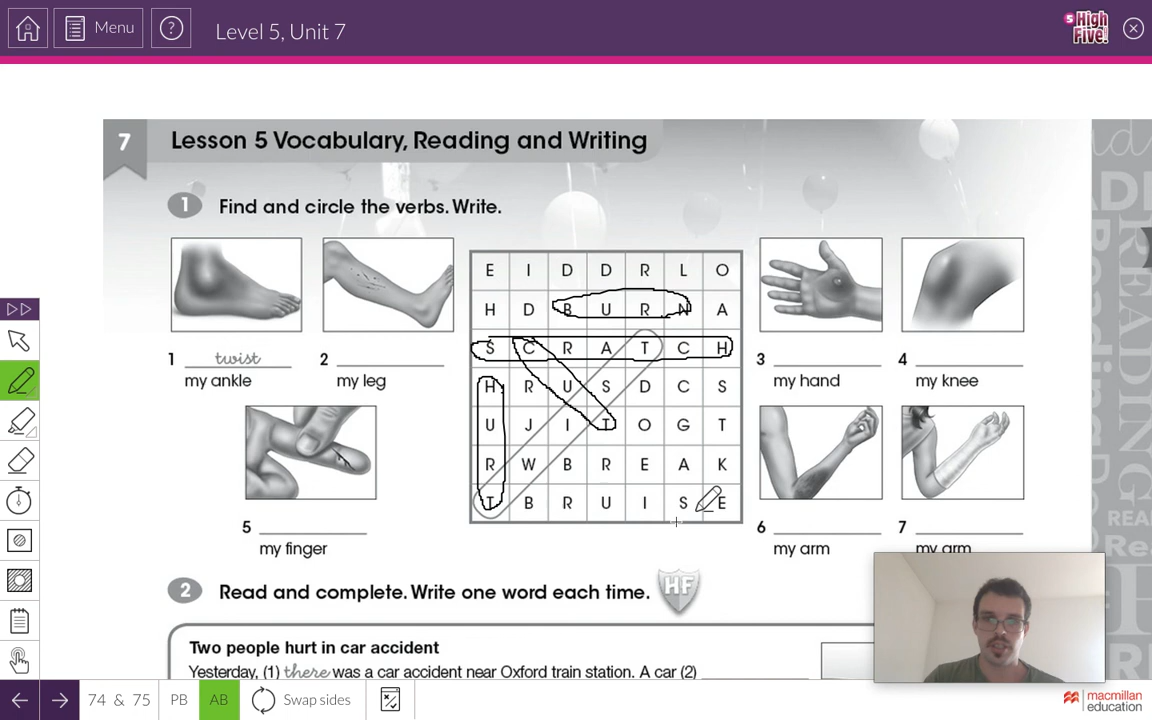 Menu
?
Level 5, Unit 7
5 High Five!
7
Lesson 5 Vocabulary, Reading and Writing
1 Find and circle the verbs. Write.
E I D D R L O
H D B U R N A
S C R A T C H
H R U S D C S
U J I T O G T
R W B R E A K
T B R U I S E
1 twist
my ankle
2
my leg
3
my hand
4
my knee
5
my finger
6
my arm
7
my arm
2 Read and complete. Write one word each time. HF
Two people hurt in car accident
Yesterday, (1) there was a car accident near Oxford train station. A car (2)
74 & 75
PB
AB
Swap sides
macmillan
education